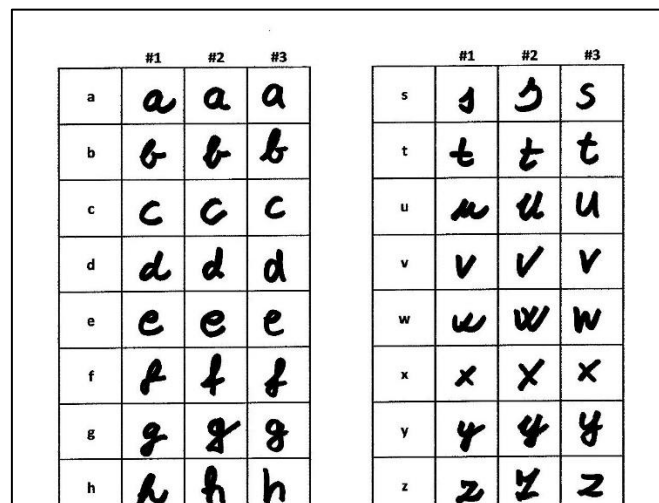 #1 #2 #3
a a a a
b b b b
c c c c
d d d d
e e e e
f f f f
g g g g
h h h h
#1 #2 #3
s s s s
t t t t
u u u u
v v v v
w w w w
x x x x
y y y y
z z z z